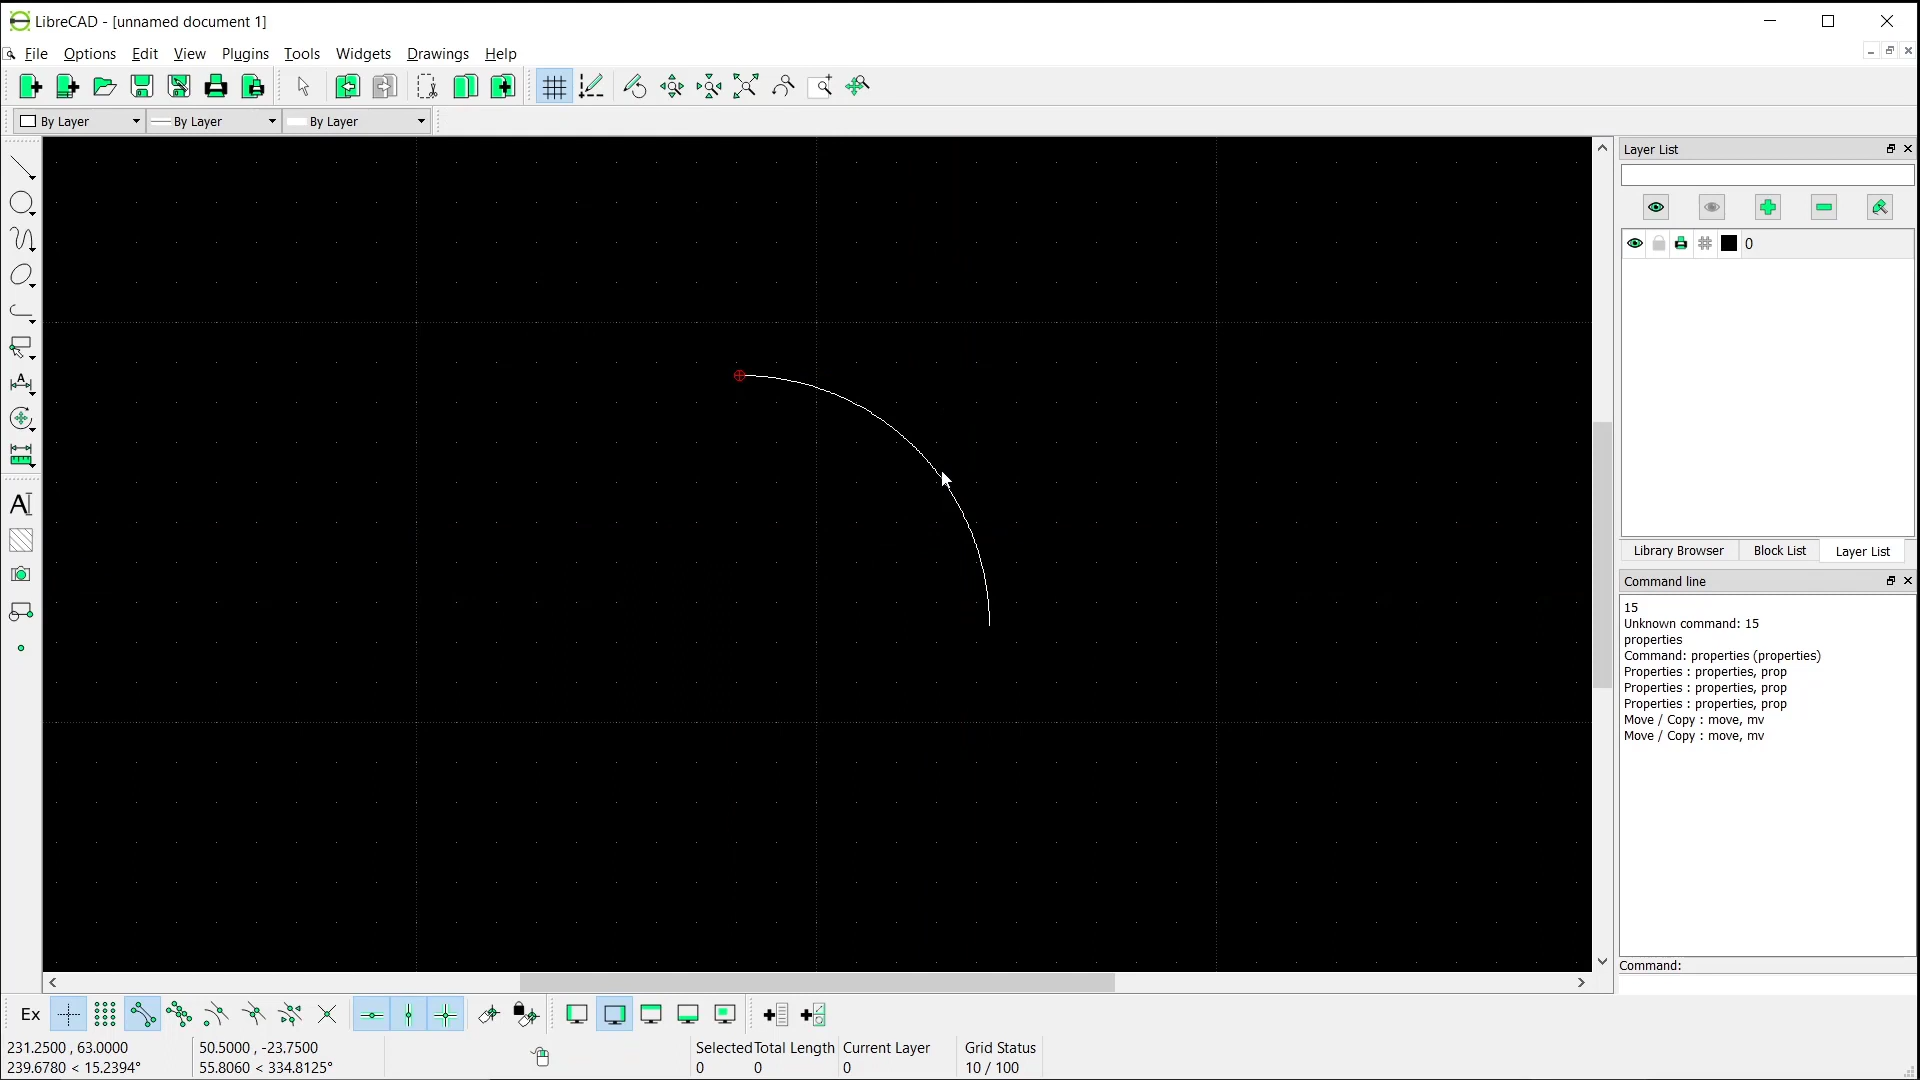 LibreCAD - [unnamed document 1]
File Options Edit View Plugins Tools Widgets Drawings Help
By Layer By Layer By Layer
Layer List
0
Library Browser Block List Layer List
Command line
15
Unknown command: 15
properties
Command: properties (properties)
Properties : properties, prop
Properties : properties, prop
Properties : properties, prop
Move / Copy : move, mv
Move / Copy : move, mv
Command:
Ex
231.2500 , 63.0000 50.5000 , -23.7500 Selected Total Length Current Layer Grid Status
239.6780 < 15.2394° 55.8060 < 334.8125° 0 0 0 10 / 100